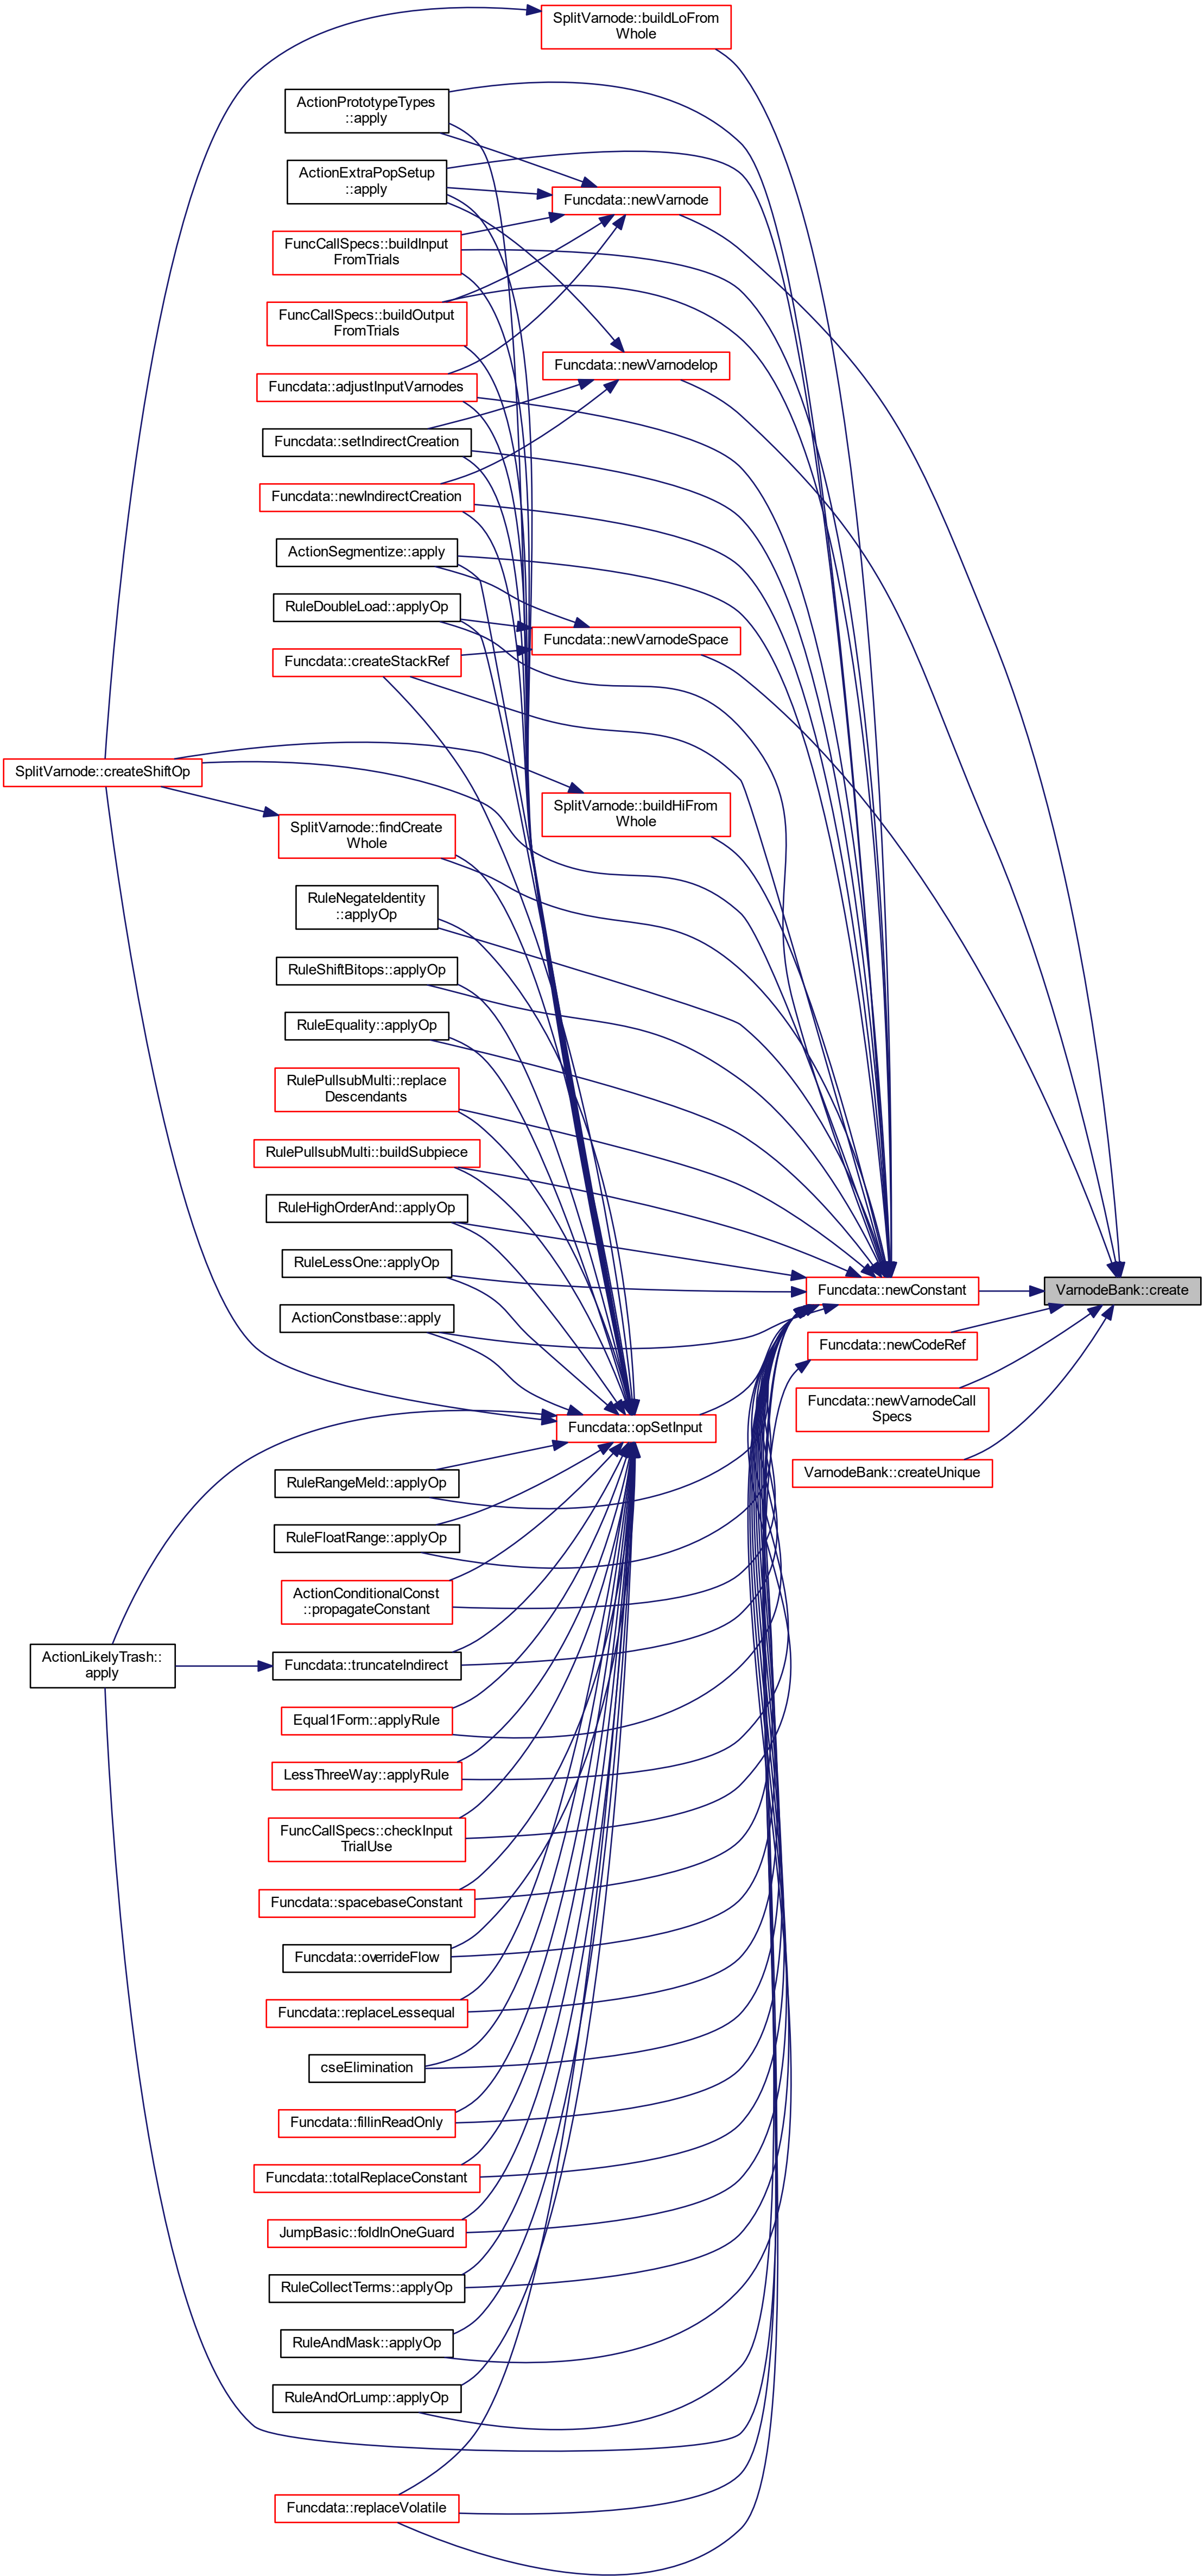 SplitVarnode::buildLoFrom
Whole
ActionPrototypeTypes
::apply
ActionExtraPopSetup
::apply
Funcdata::newVarnode
FuncCallSpecs::buildInput
FromTrials
FuncCallSpecs::buildOutput
FromTrials
Funcdata::newVarnodeIop
Funcdata::adjustInputVarnodes
Funcdata::setIndirectCreation
Funcdata::newIndirectCreation
ActionSegmentize::apply
RuleDoubleLoad::applyOp
Funcdata::newVarnodeSpace
Funcdata::createStackRef
SplitVarnode::createShiftOp
SplitVarnode::buildHiFrom
Whole
SplitVarnode::findCreate
Whole
RuleNegateIdentity
::applyOp
RuleShiftBitops::applyOp
RuleEquality::applyOp
RulePullsubMulti::replace
Descendants
RulePullsubMulti::buildSubpiece
RuleHighOrderAnd::applyOp
RuleLessOne::applyOp
Funcdata::newConstant
VarnodeBank::create
ActionConstbase::apply
Funcdata::newCodeRef
Funcdata::newVarnodeCall
Specs
Funcdata::opSetInput
VarnodeBank::createUnique
RuleRangeMeld::applyOp
RuleFloatRange::applyOp
ActionConditionalConst
::propagateConstant
ActionLikelyTrash::
apply
Funcdata::truncateIndirect
Equal1Form::applyRule
LessThreeWay::applyRule
FuncCallSpecs::checkInput
TrialUse
Funcdata::spacebaseConstant
Funcdata::overrideFlow
Funcdata::replaceLessequal
cseElimination
Funcdata::fillinReadOnly
Funcdata::totalReplaceConstant
JumpBasic::foldInOneGuard
RuleCollectTerms::applyOp
RuleAndMask::applyOp
RuleAndOrLump::applyOp
Funcdata::replaceVolatile